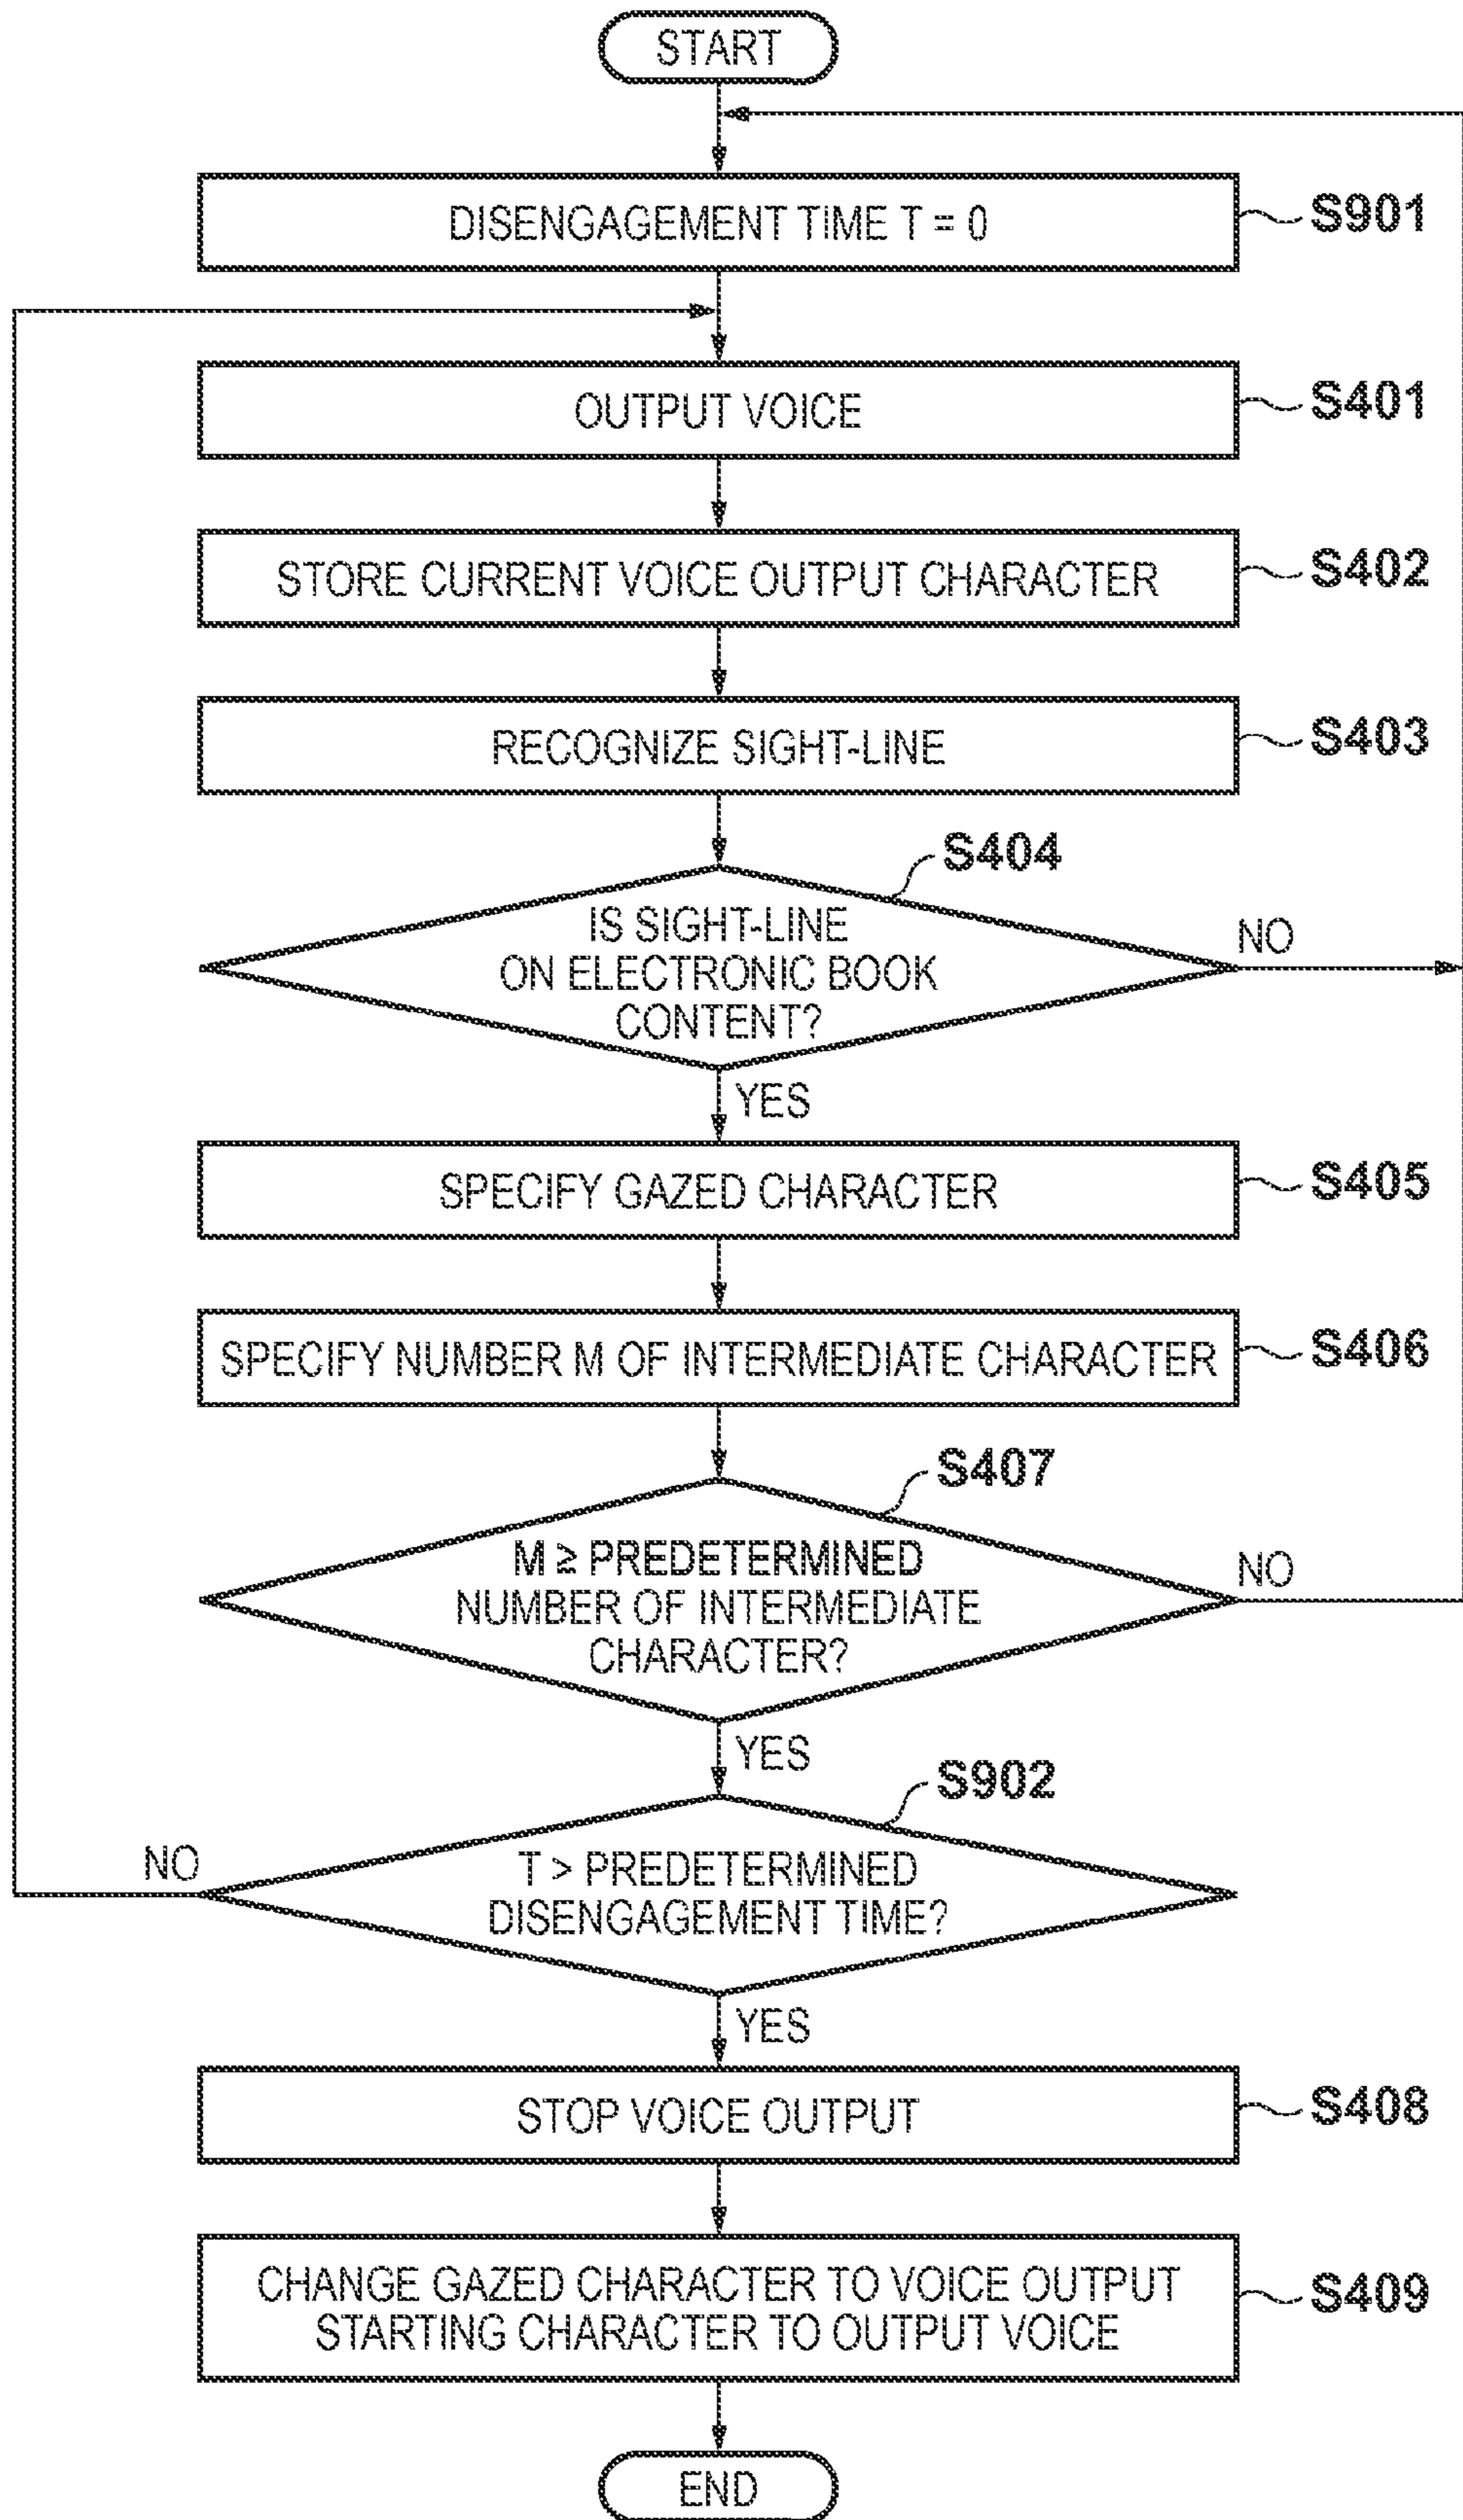 START
DISENGAGEMENT TIME T = 0
S901
OUTPUT VOICE
S401
STORE CURRENT VOICE OUTPUT CHARACTER
S402
RECOGNIZE SIGHT-LINE
S403
S404
IS SIGHT-LINE
ON ELECTRONIC BOOK
CONTENT?
NO
YES
SPECIFY GAZED CHARACTER
S405
SPECIFY NUMBER M OF INTERMEDIATE CHARACTER
S406
S407
M ≥ PREDETERMINED
NUMBER OF INTERMEDIATE
CHARACTER?
NO
YES
S902
T > PREDETERMINED
DISENGAGEMENT TIME?
NO
YES
STOP VOICE OUTPUT
S408
CHANGE GAZED CHARACTER TO VOICE OUTPUT
STARTING CHARACTER TO OUTPUT VOICE
S409
END